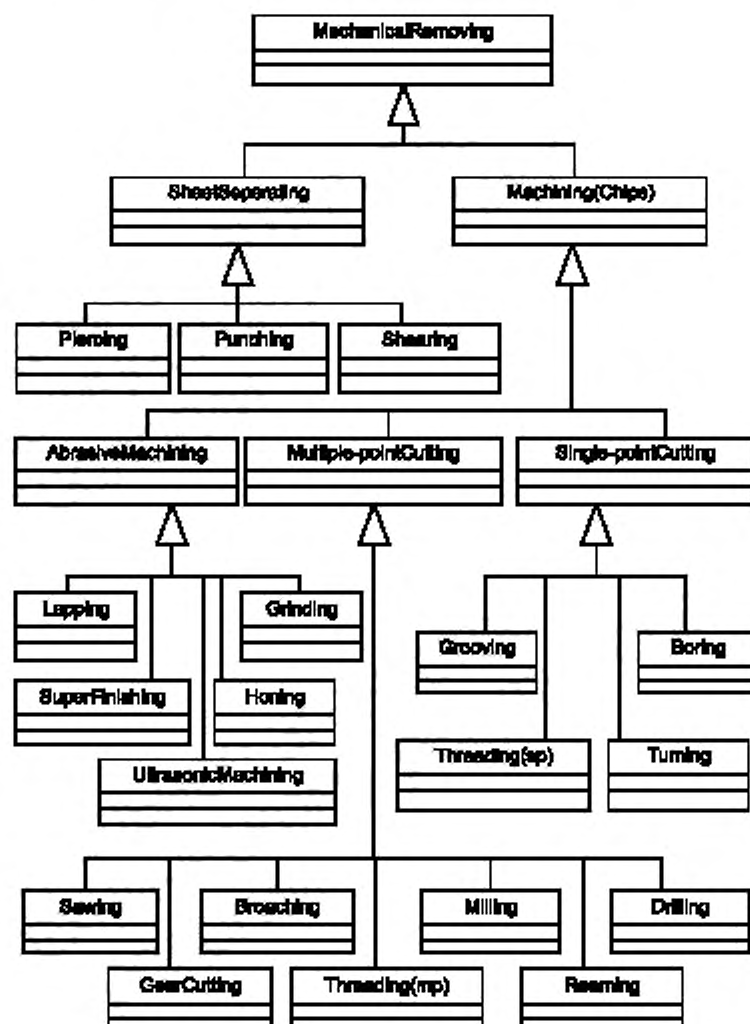 MechanicalRemoving
SheetSeparating
Machining(Chips)
Piercing
Punching
Shearing
AbrasiveMachining
Multiple-pointCutting
Single-pointCutting
Lapping
Grinding
Grooving
Boring
SuperFinishing
Honing
Threading(sp)
Turning
UltrasonicMachining
Sawing
Broaching
Milling
Drilling
GearCutting
Threading(mp)
Reaming